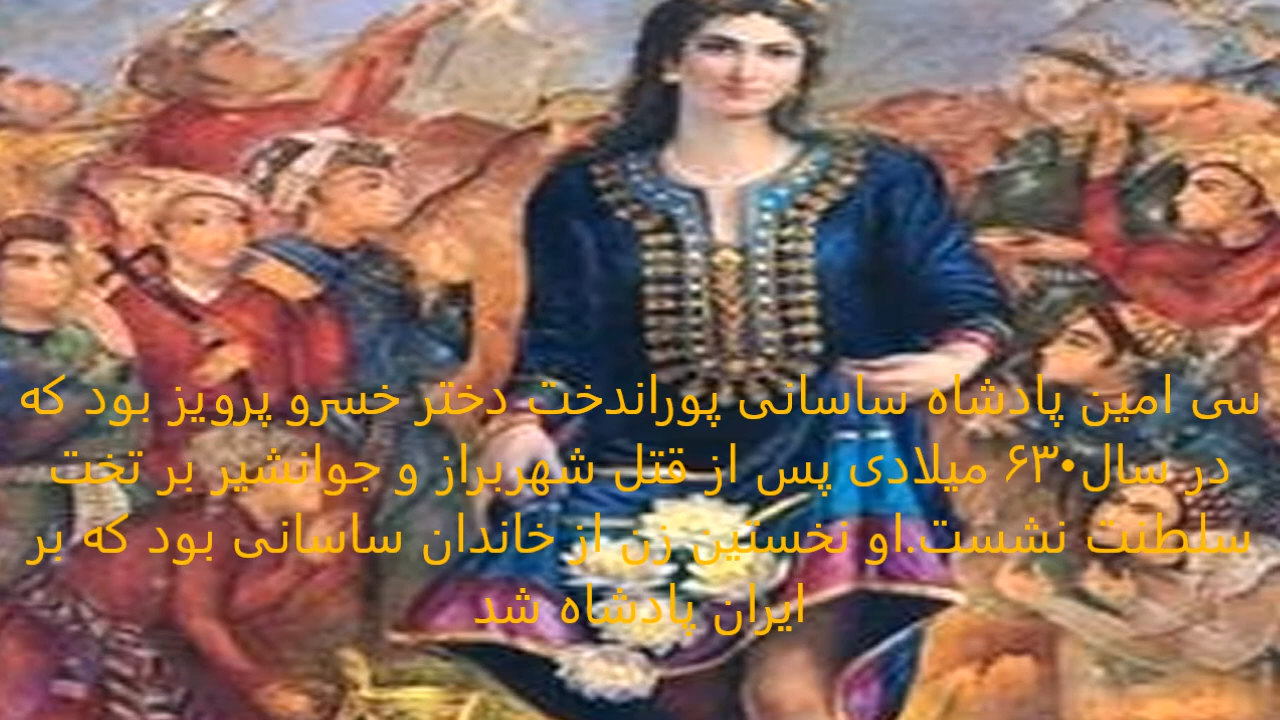 سی امین پادشاه ساسانی پوراندخت دختر خسرو پرویز بود که
در سال۶۳۰ میلادی پس از قتل شهربراز و جوانشیر بر تخت
سلطنت نشست.او نخستین زن از خاندان ساسانی بود که بر
ایران پادشاه شد